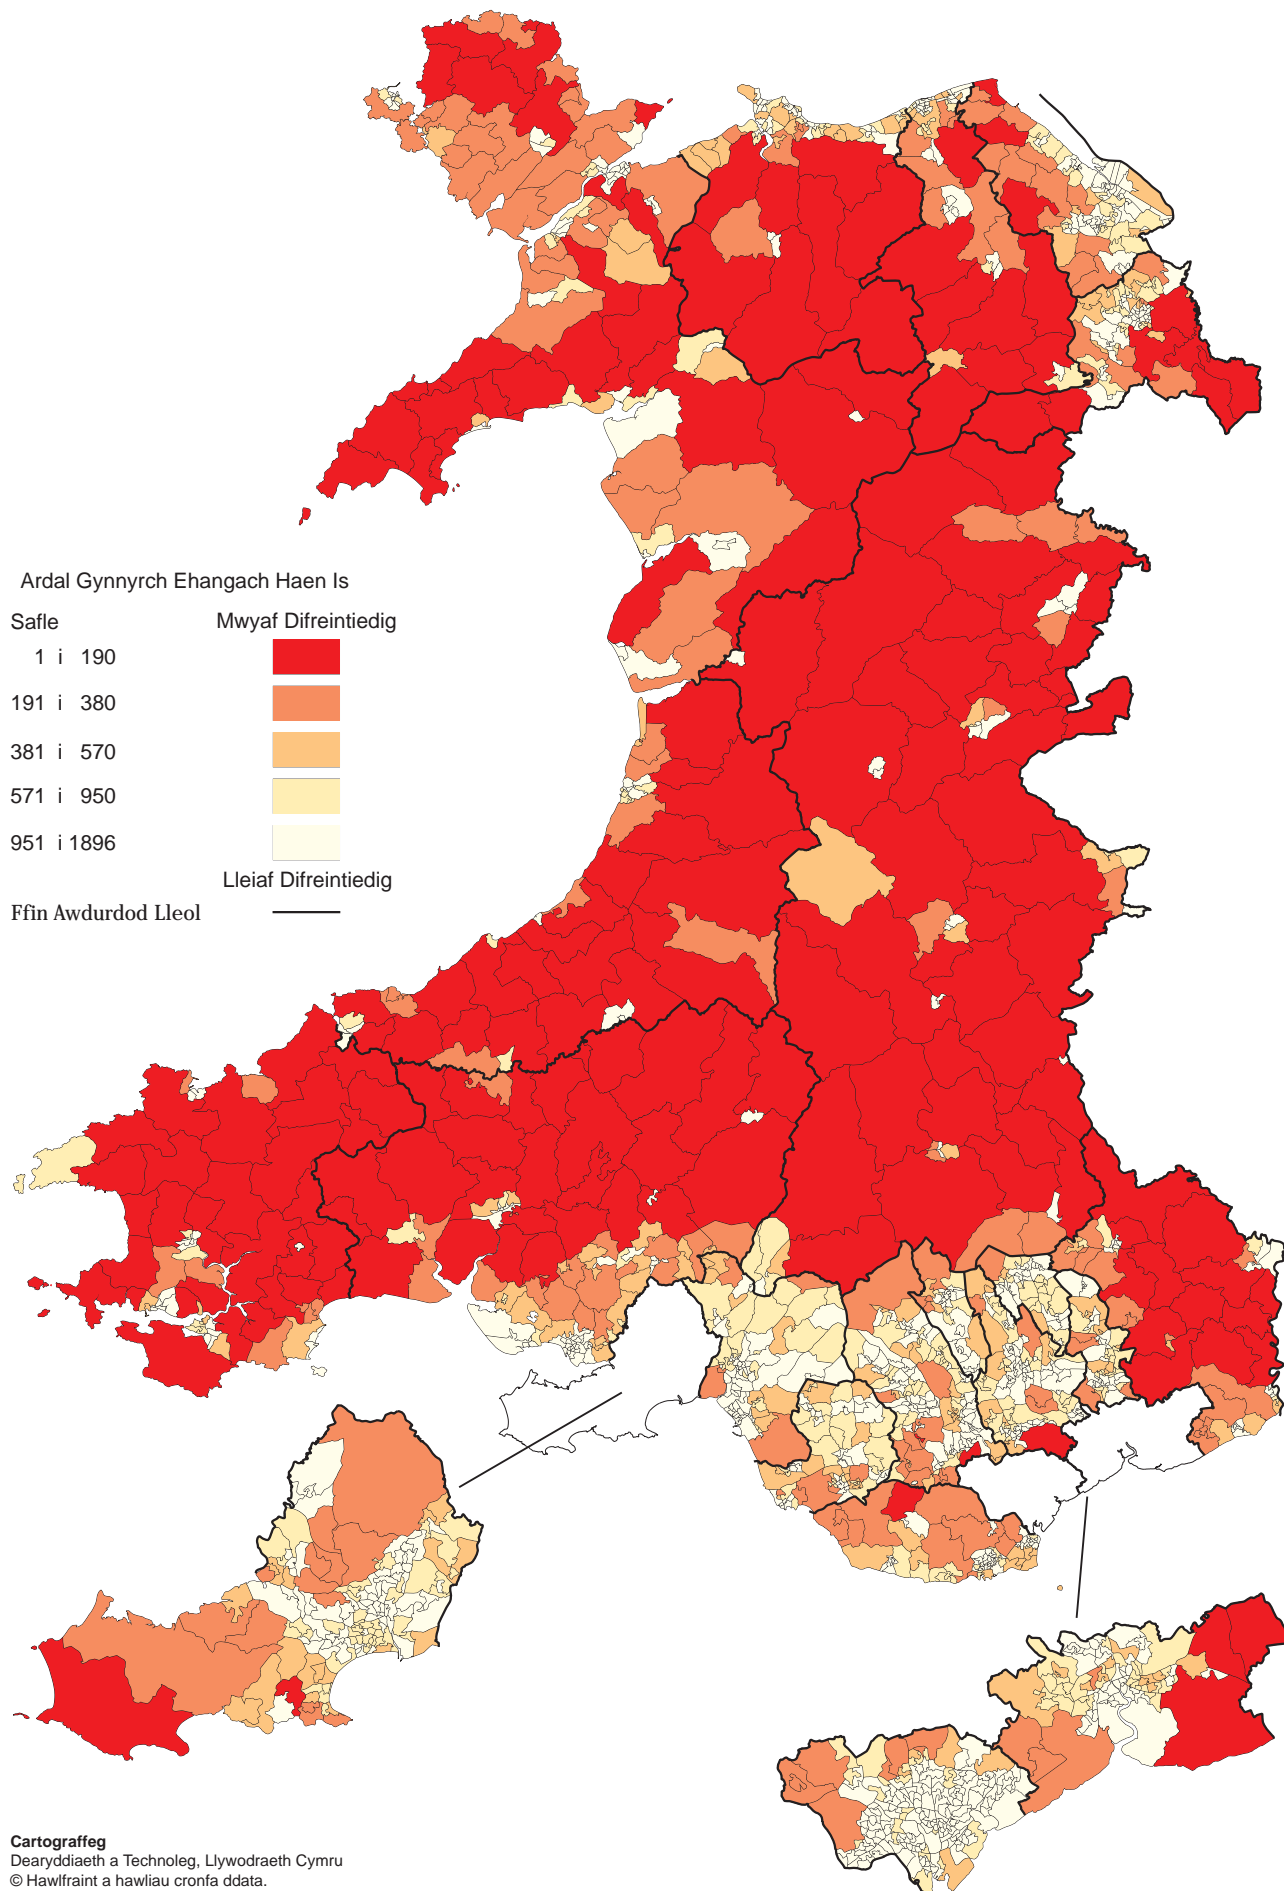 Ardal Gynnyrch Ehangach Haen Is
Safle Mwyaf Difreintiedig
1 i 190
191 i 380
381 i 570
571 i 950
951 i 1896
Lleiaf Difreintiedig
Ffin Awdurdod Lleol
Cartograffeg
Dearyddiaeth a Technoleg, Llywodraeth Cymru
© Hawlfraint a hawliau cronfa ddata.